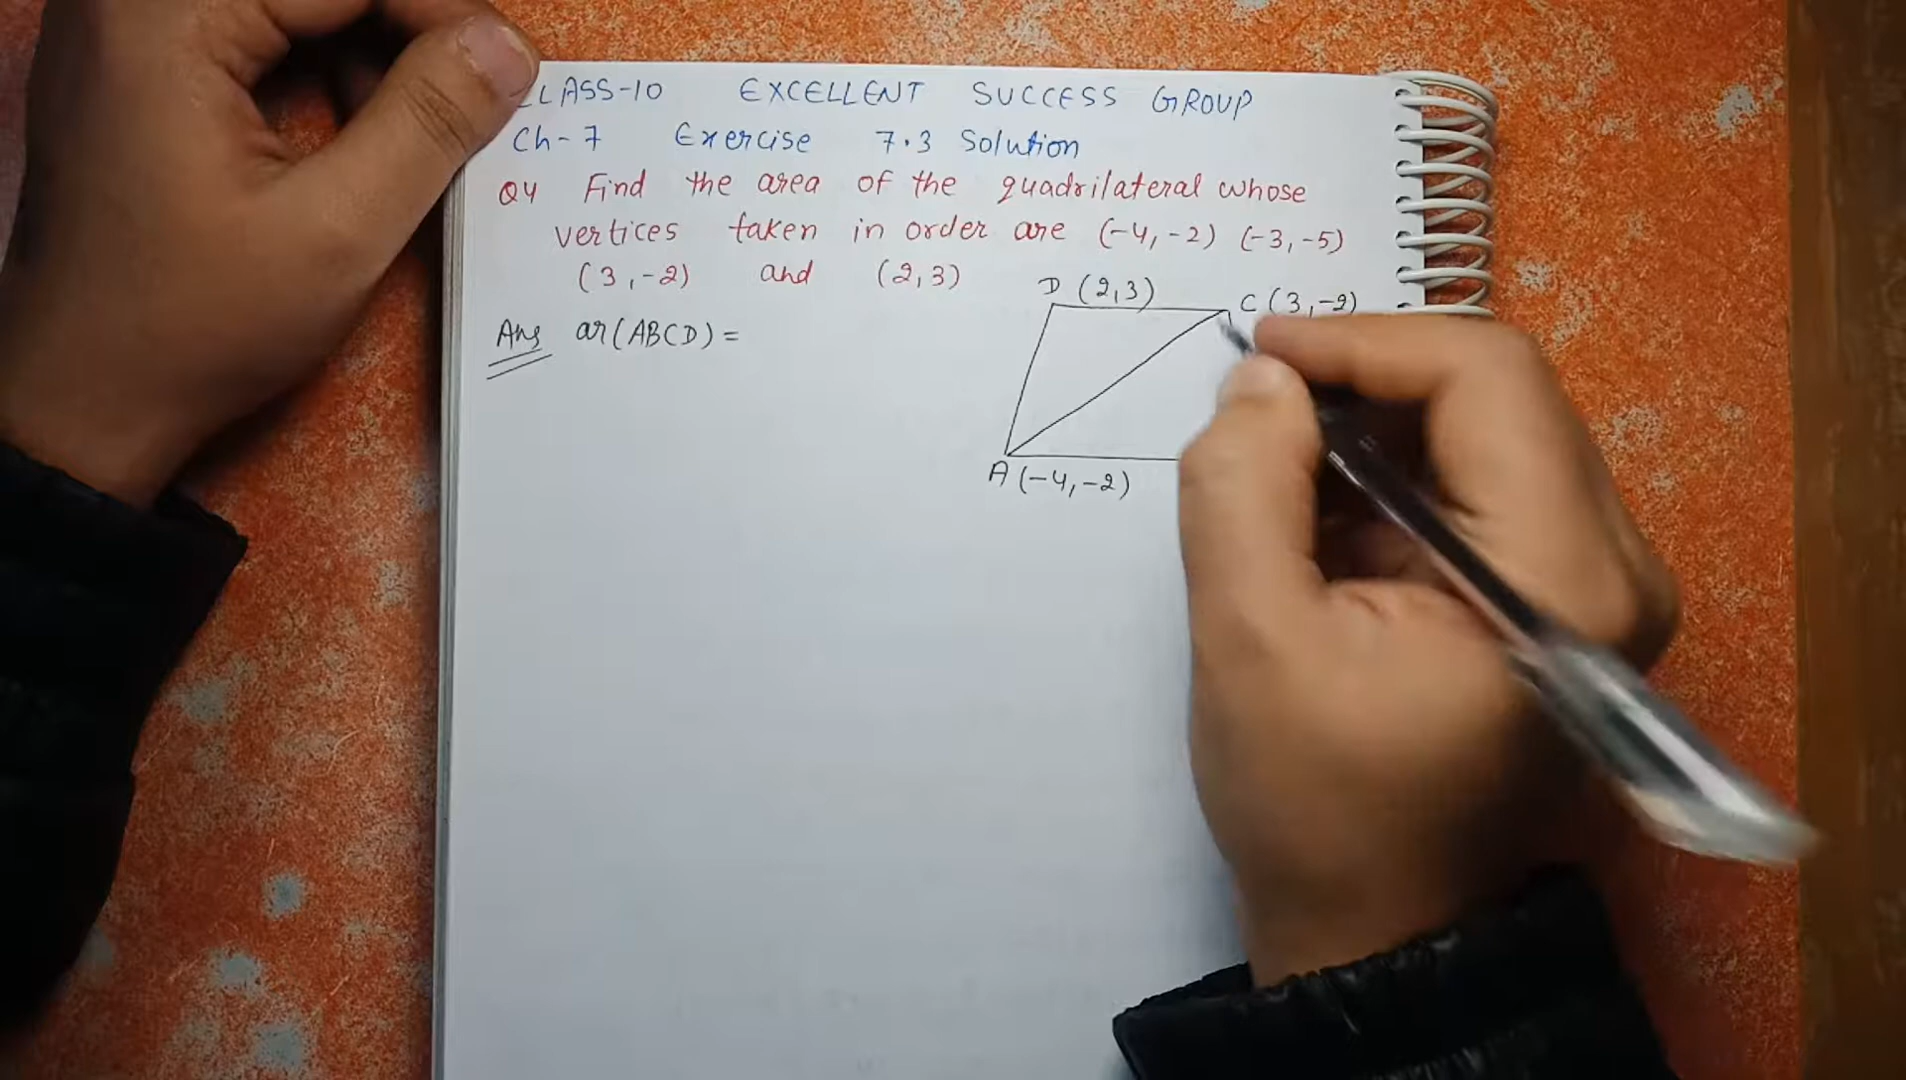 CLASS-10 EXCELLENT SUCCESS GROUP
Ch-7 Exercise 7.3 Solution
Q4 Find the area of the quadrilateral whose
vertices taken in order are (-4,-2) (-3,-5)
(3,-2) and (2,3)
D (2,3)
C (3,-2)
Ans ar(ABCD) =
A (-4,-2)